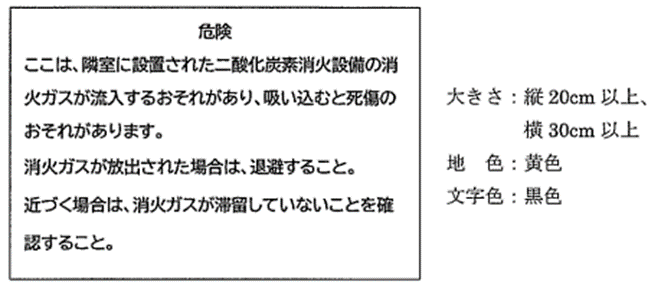 危険
ここは、隣室に設置された二酸化炭素消火設備の消
火ガスが流入するおそれがあり、吸い込むと死傷の
おそれがあります。
消火ガスが放出された場合は、退避すること。
近づく場合は、消火ガスが滞留していないことを確
認すること。
大きさ：縦 20cm 以上、
横 30cm 以上
地　色：黄色
文字色：黒色